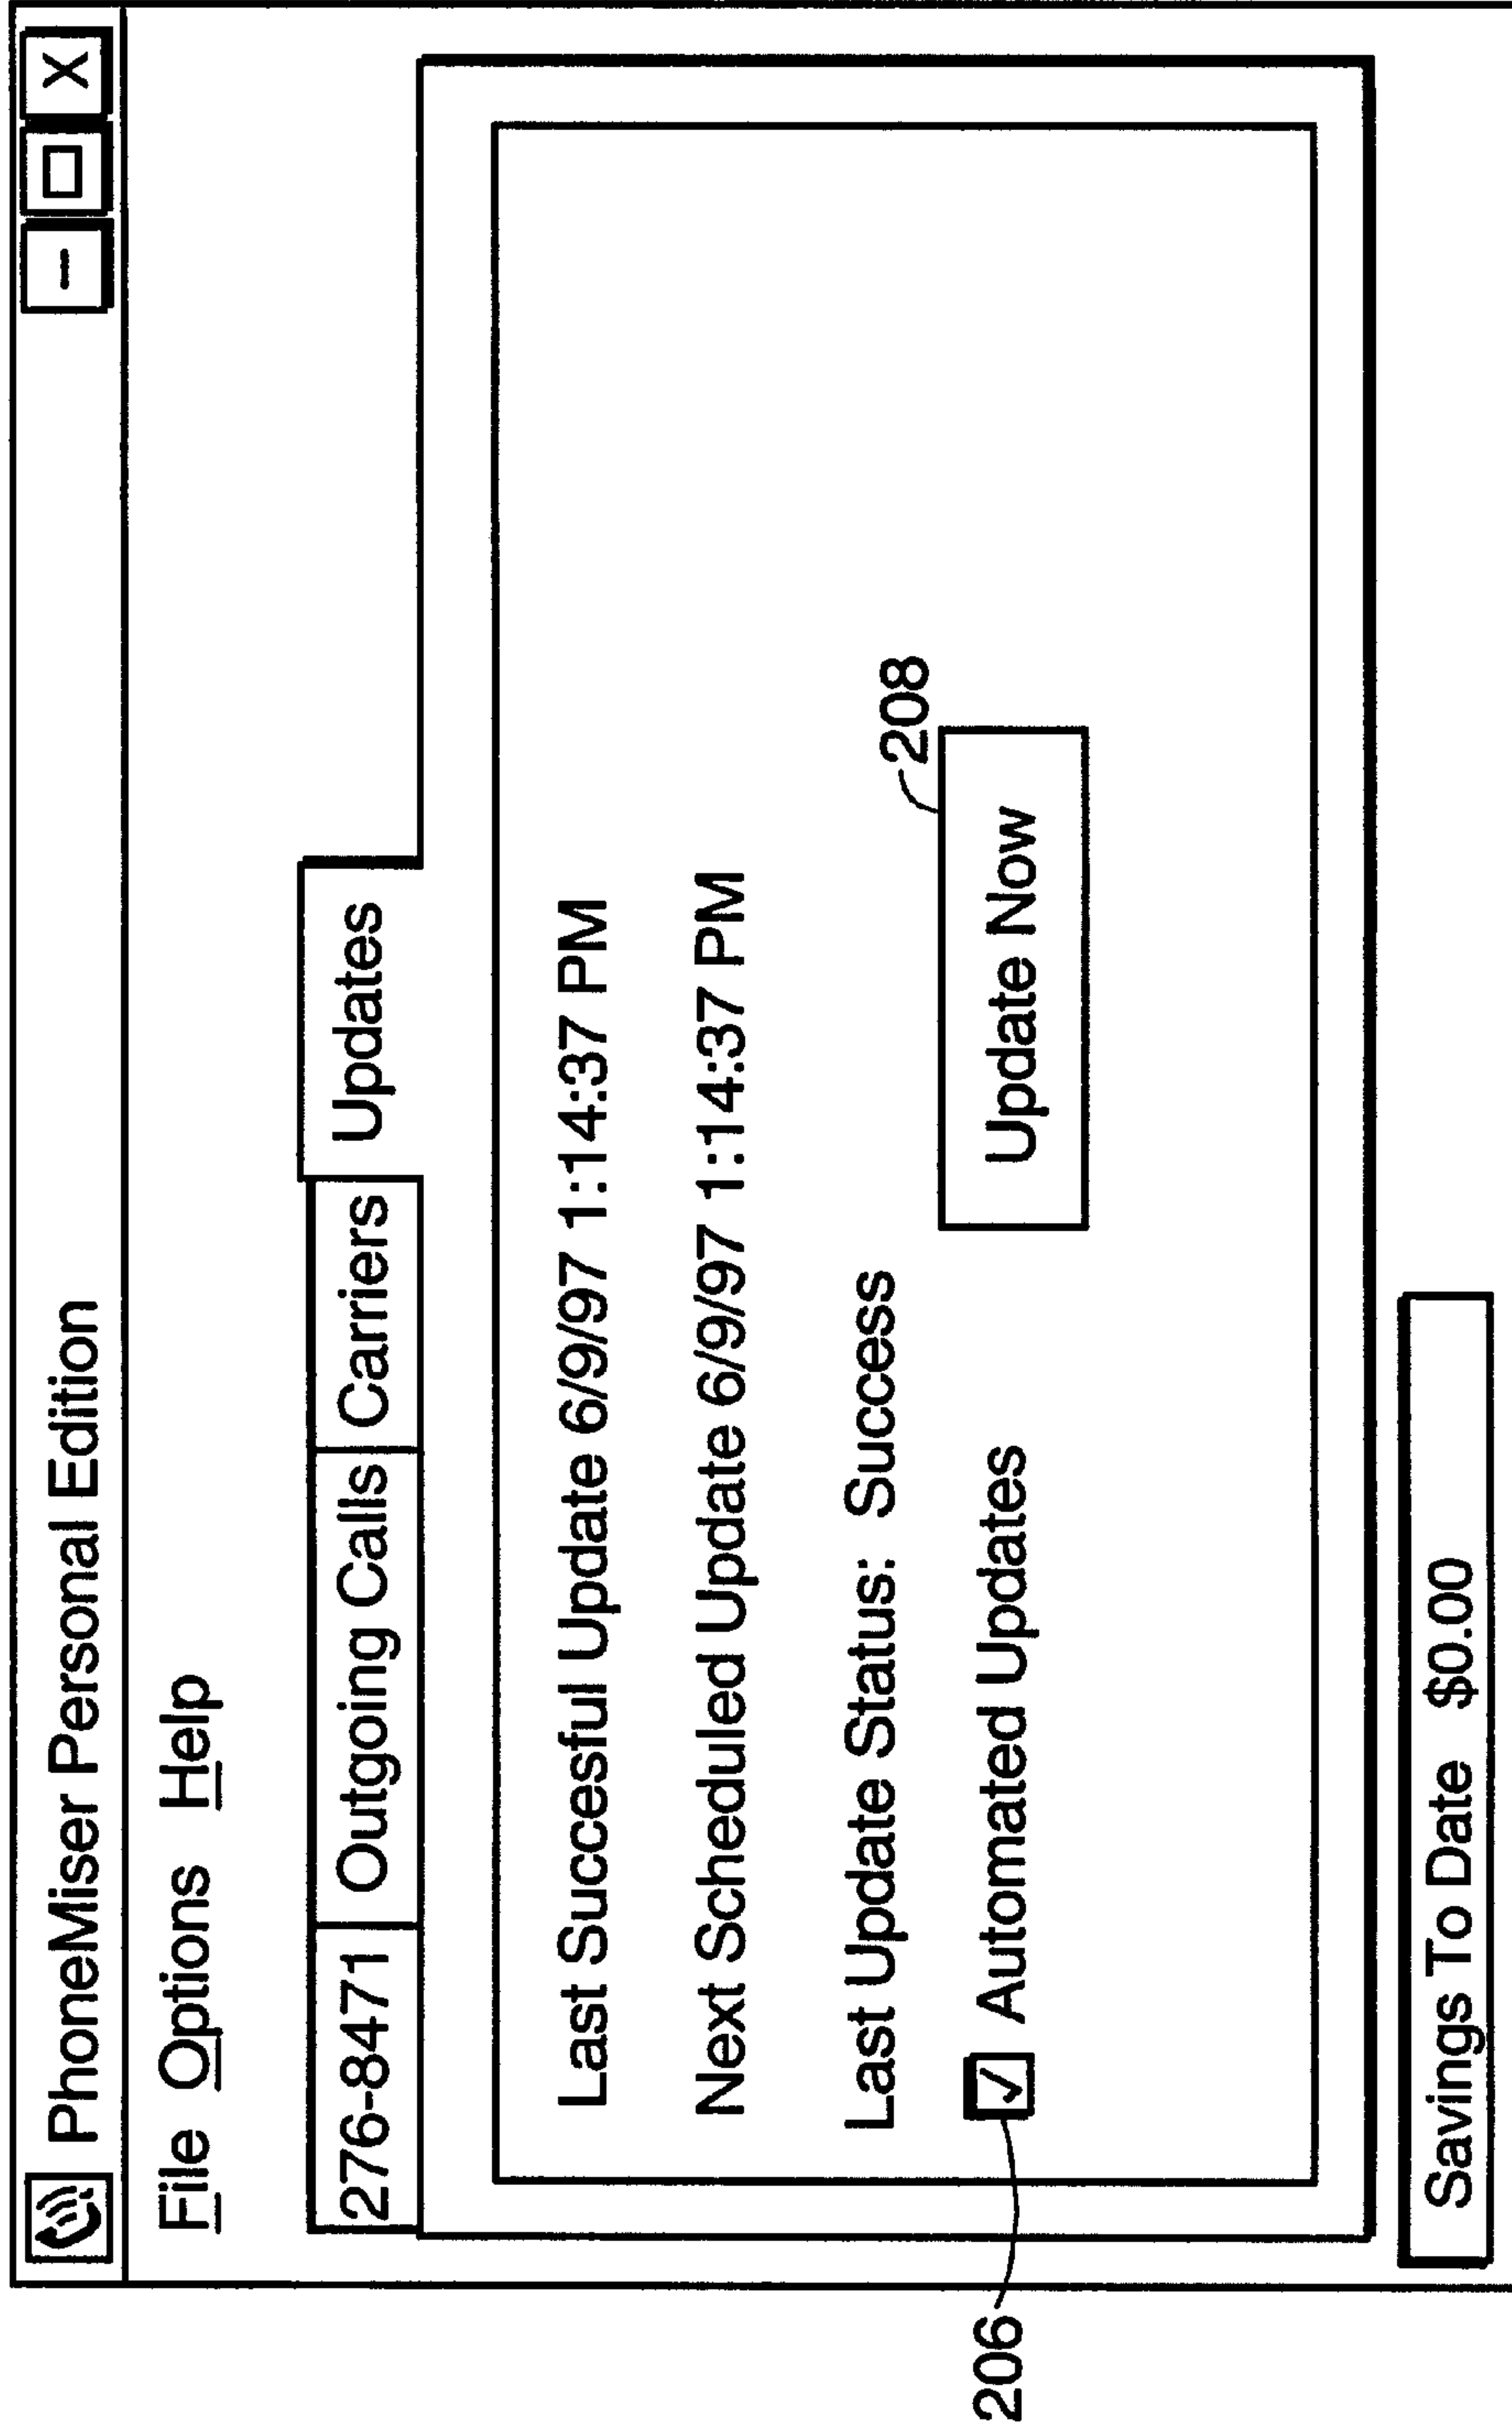 PhoneMiser Personal Edition - X
File Options Help
276-8471 Outgoing Calls Carriers Updates
Last Succesful Update 6/9/97 1:14:37 PM
Next Scheduled Update 6/9/97 1:14:37 PM
Last Update Status: Success
208
206 Automated Updates Update Now
Savings To Date $0.00